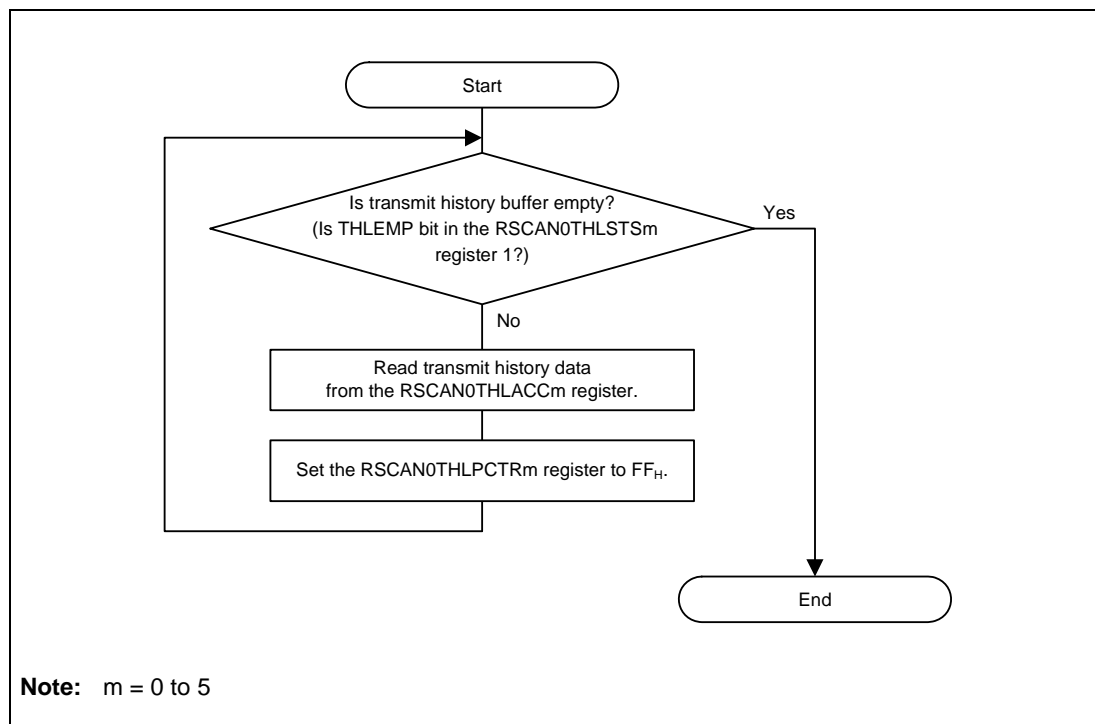 Start
Is transmit history buffer empty?
(Is THLEMP bit in the RSCAN0THLSTSm
register 1?)
Yes
No
Read transmit history data
from the RSCAN0THLACCm register.
Set the RSCAN0THLPCTRm register to FFH.
End
Note: m = 0 to 5